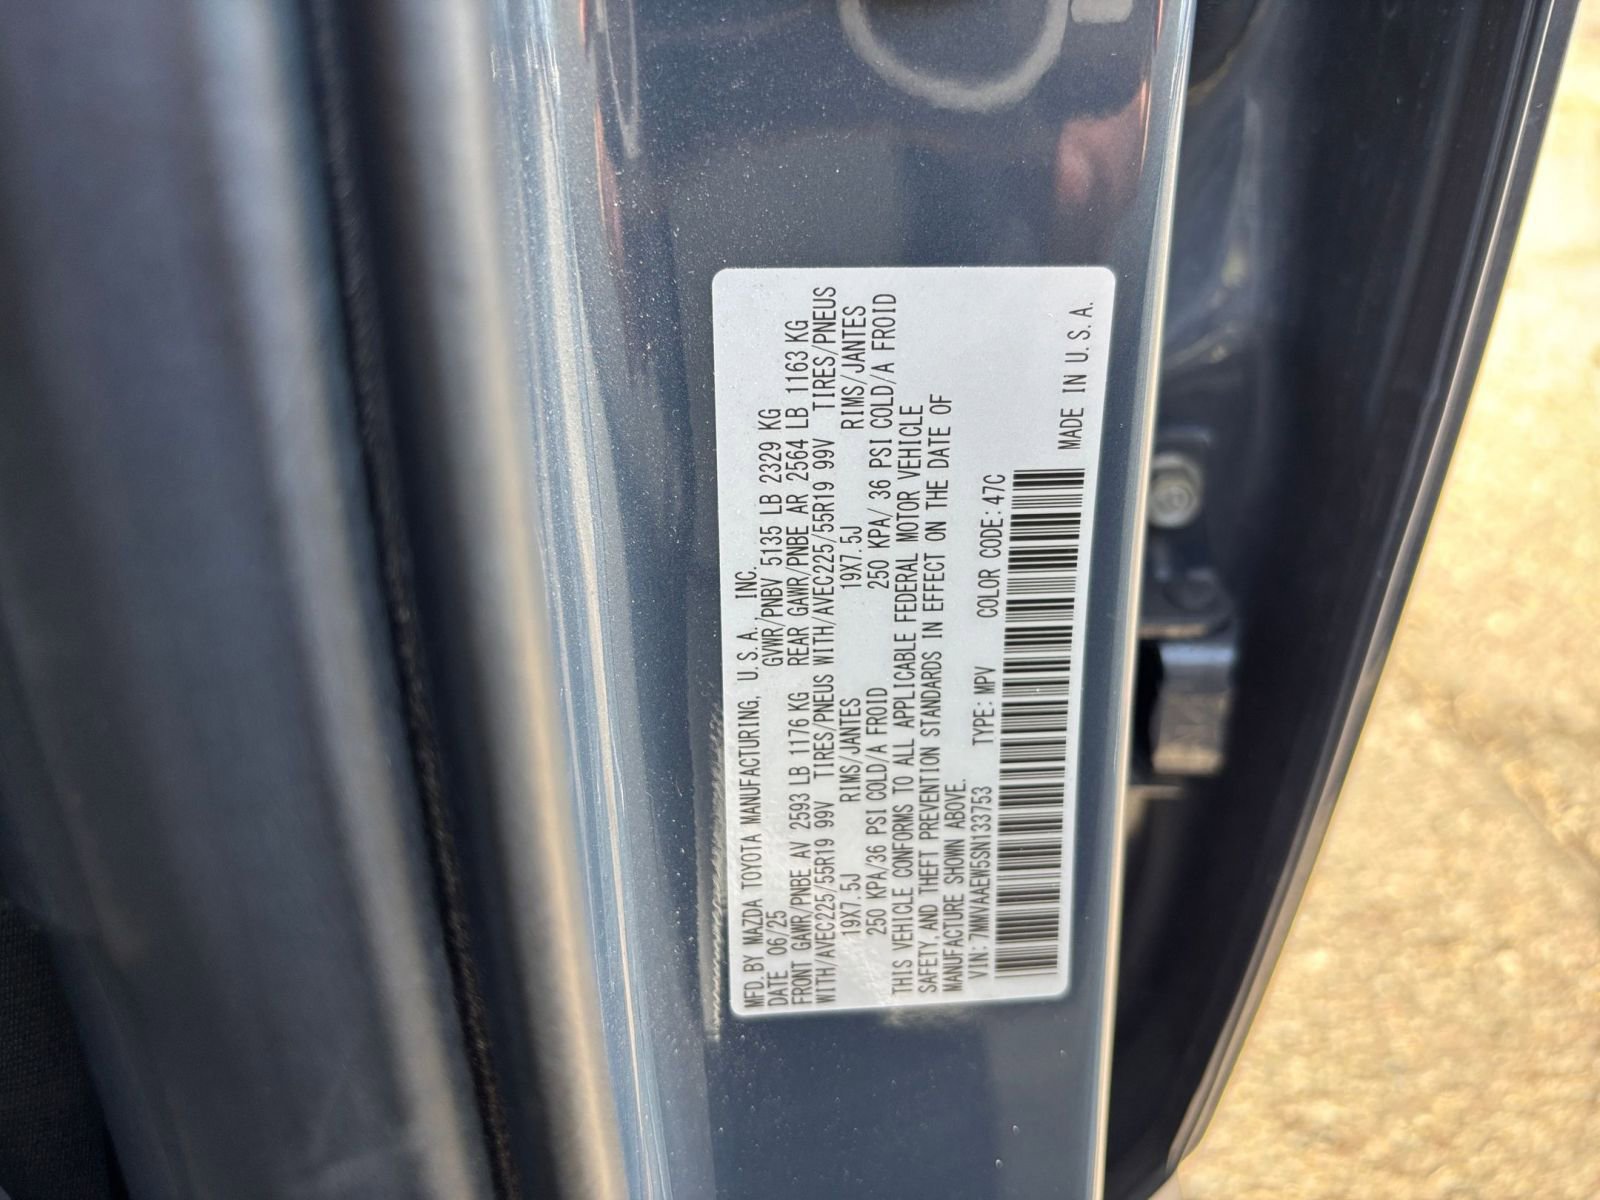 MFD. BY MAZDA TOYOTA MANUFACTURING, U. S. A., INC.
DATE 06/25 GVWR/PNBV 5135 LB 2329 KG
FRONT GAWR/PNBE AV 2593 LB 1176 KG REAR GAWR/PNBE AR 2564 LB 1163 KG
WITH/AVEC225/55R19 99V TIRES/PNEUS WITH/AVEC225/55R19 99V TIRES/PNEUS
19X7.5J RIMS/JANTES 19X7.5J RIMS/JANTES
250 KPA/36 PSI COLD/A FROID 250 KPA/ 36 PSI COLD/A FROID
THIS VEHICLE CONFORMS TO ALL APPLICABLE FEDERAL MOTOR VEHICLE
SAFETY AND THEFT PREVENTION STANDARDS IN EFFECT ON THE DATE OF
MANUFACTURE SHOWN ABOVE.
VIN: 7MMVAAEW5SN133753 TYPE: MPV COLOR CODE: 47C
MADE IN U. S. A.